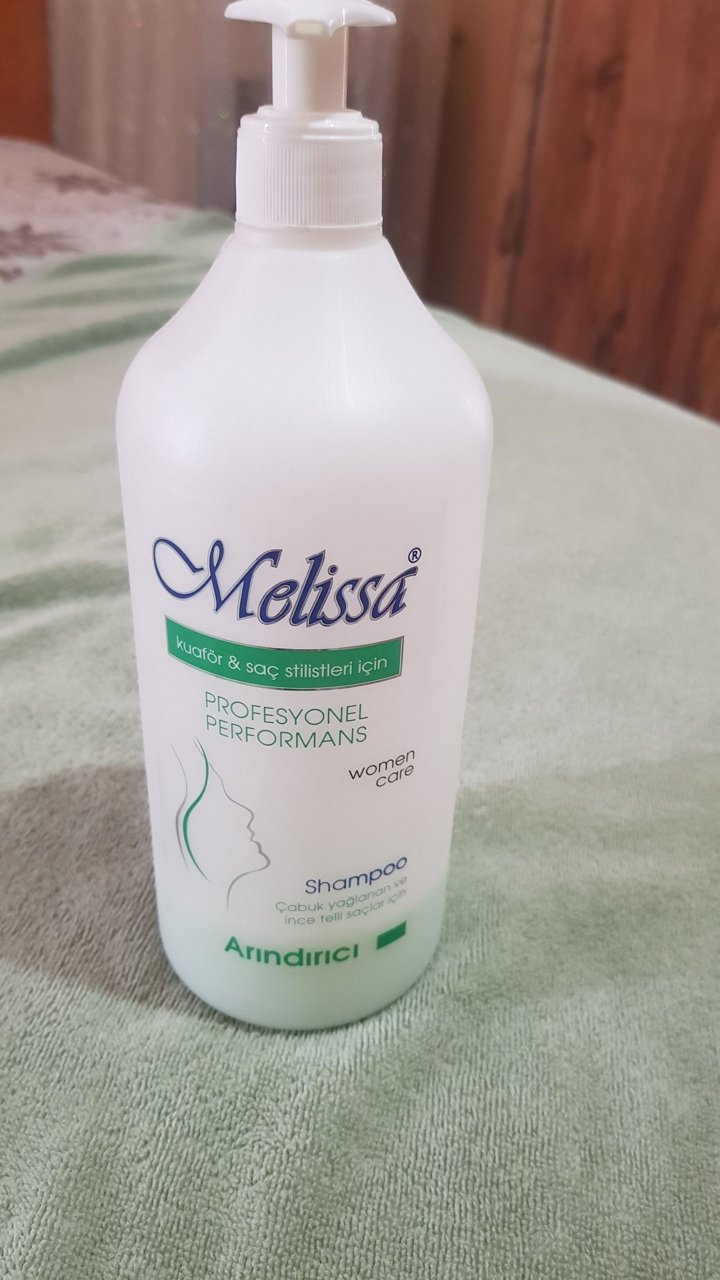 Melissa®
kuaför & saç stilistleri için
PROFESYONEL
PERFORMANS
women
care
Shampoo
Çabuk yağlanan ve
ince telli saçlar için
Arındırıcı